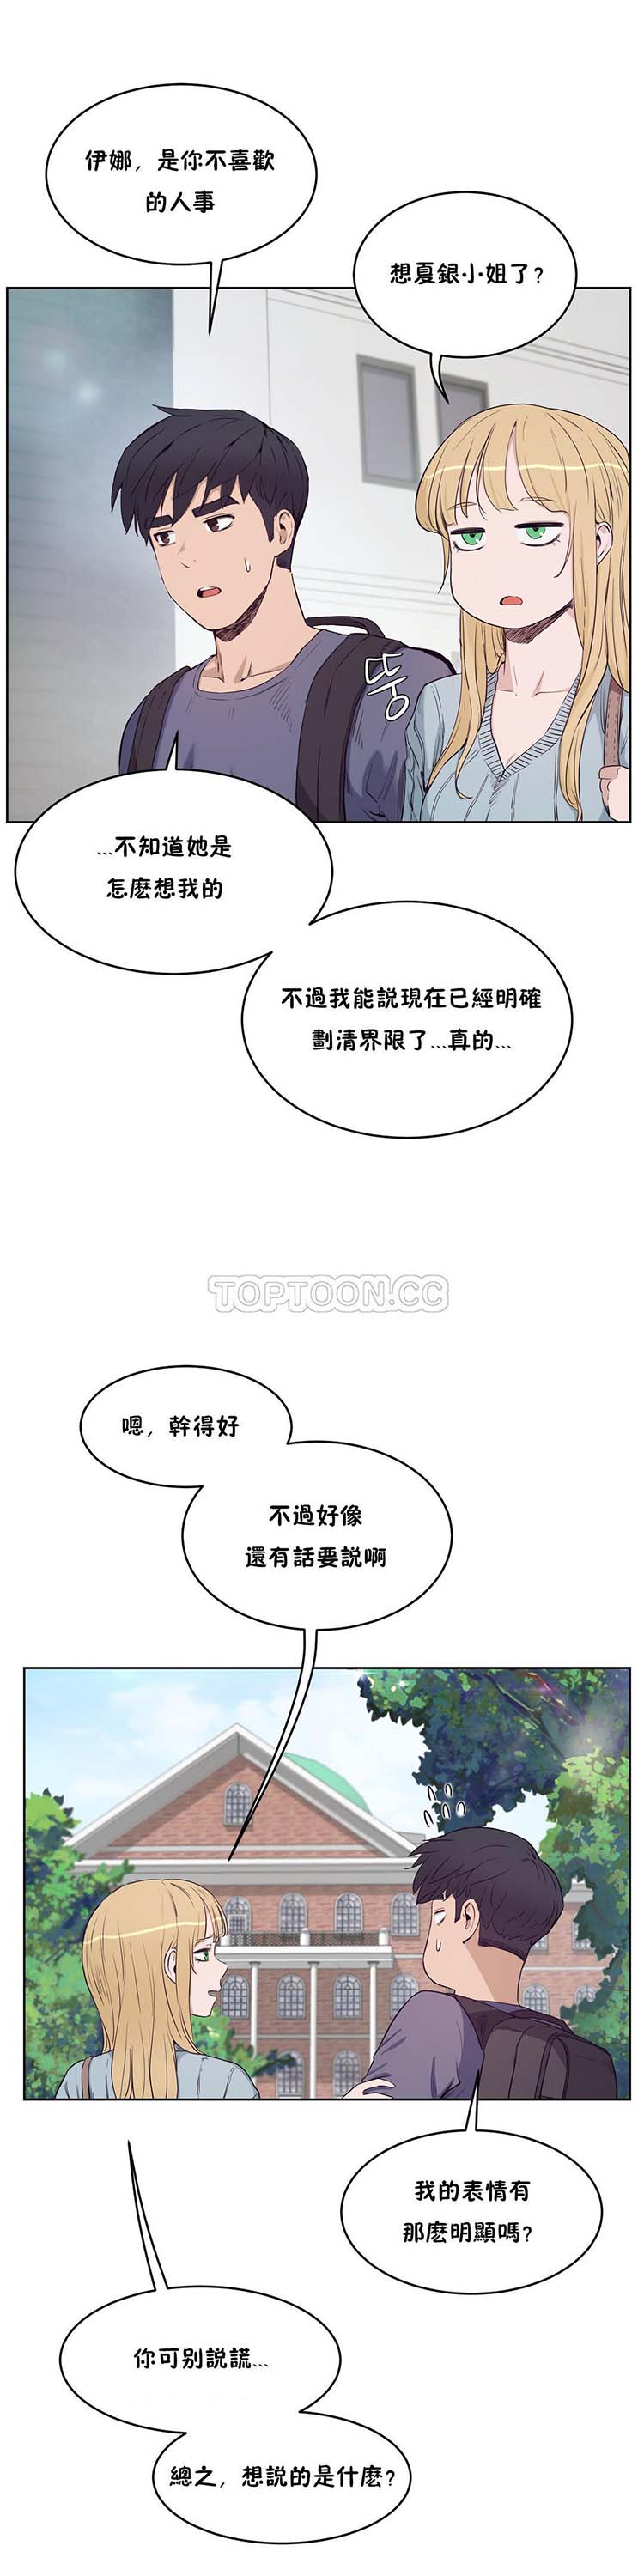 伊娜，是你不喜歡
的人事
想夏銀小姐了?
뚱
...不知道她是
怎麽想我的
不過我能説現在已經明確
劃清界限了...真的...
TOPTOON.CC
嗯，幹得好
不過好像
還有話要説啊
我的表情有
那麽明顯嗎?
你可别説謊...
總之，想説的是什麽?